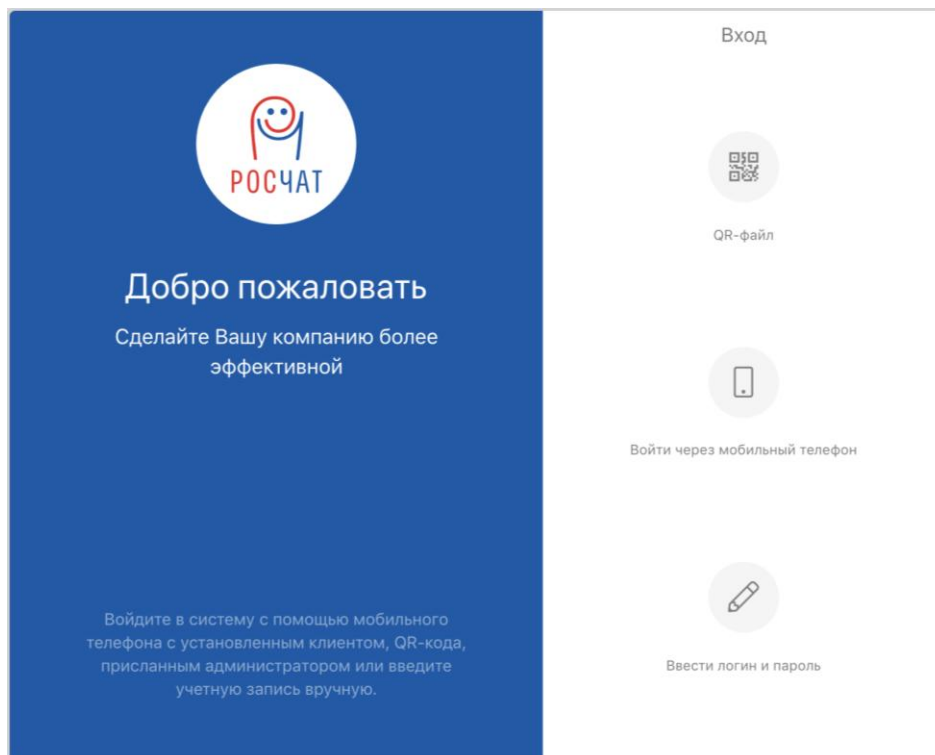 РОСЧАТ
Добро пожаловать
Сделайте Вашу компанию более
эффективной
Войдите в систему с помощью мобильного
телефона с установленным клиентом, QR-кода,
присланным администратором или введите
учетную запись вручную.
Вход
QR-файл
Войти через мобильный телефон
Ввести логин и пароль